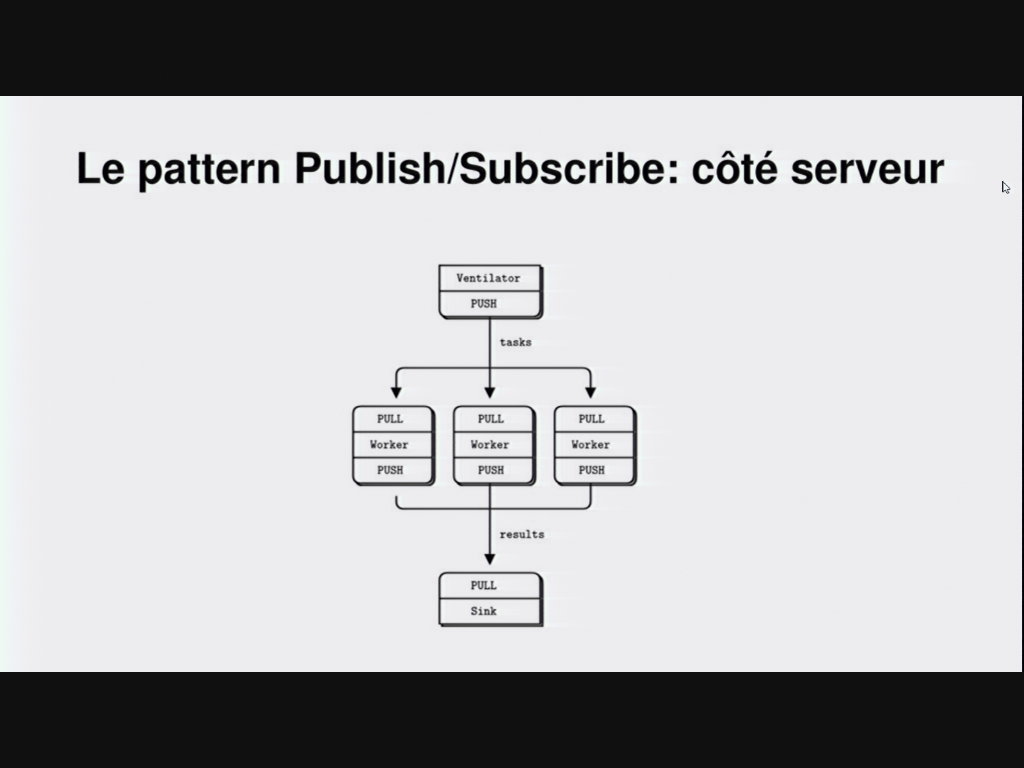 Le pattern Publish/Subscribe: côté serveur
Ventilator
PUSH
tasks
PULL PULL PULL
Worker Worker Worker
PUSH PUSH PUSH
results
PULL
Sink